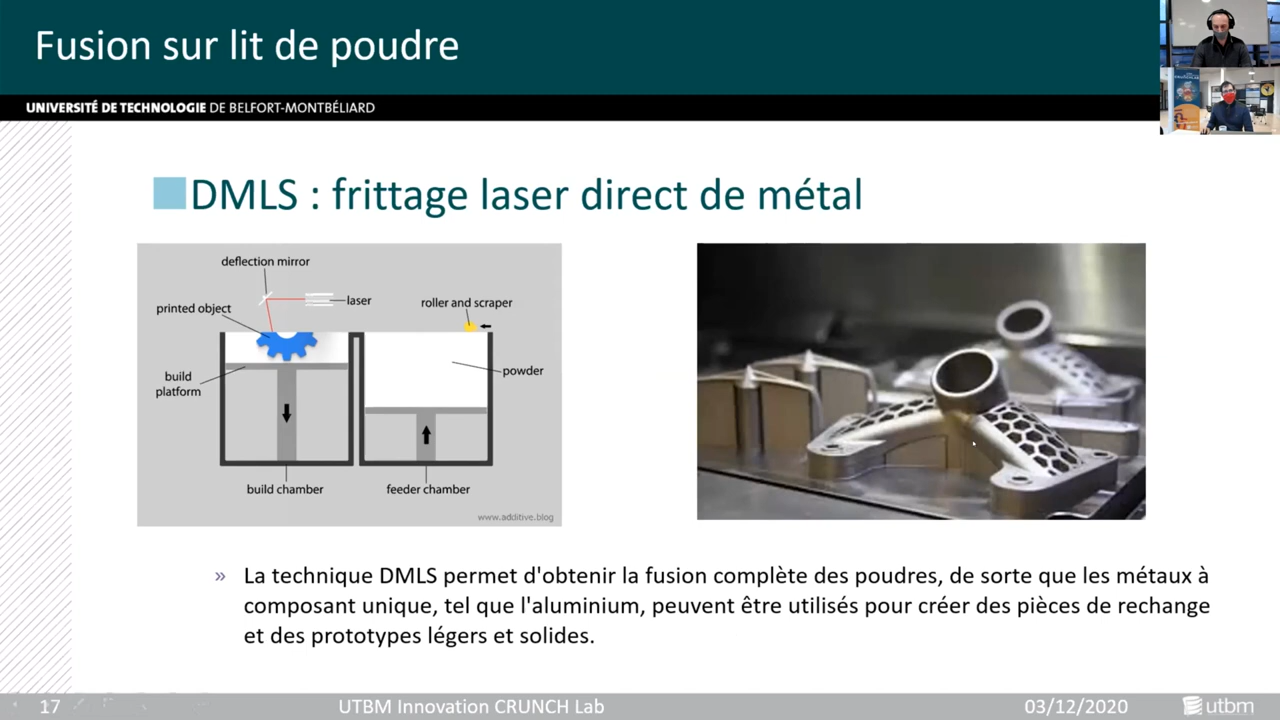 Fusion sur lit de poudre
UNIVERSITÉ DE TECHNOLOGIE DE BELFORT-MONTBÉLIARD
DMLS : frittage laser direct de métal
deflection mirror
printed object
laser
roller and scraper
build
platform
powder
build chamber
feeder chamber
www.additive.blog
» La technique DMLS permet d'obtenir la fusion complète des poudres, de sorte que les métaux à
composant unique, tel que l'aluminium, peuvent être utilisés pour créer des pièces de rechange
et des prototypes légers et solides.
17
UTBM Innovation CRUNCH Lab
03/12/2020
utbm